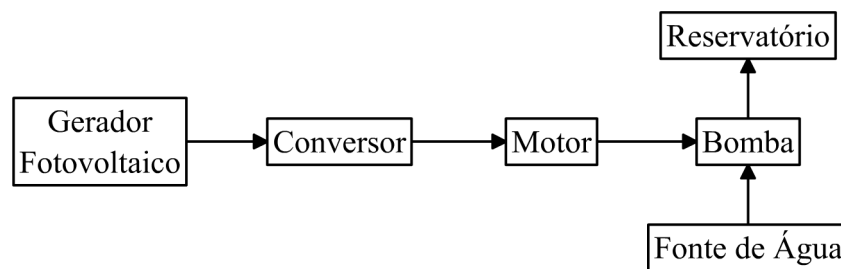 Reservatório
Gerador
Fotovoltaico
Conversor
Motor
Bomba
Fonte de Água